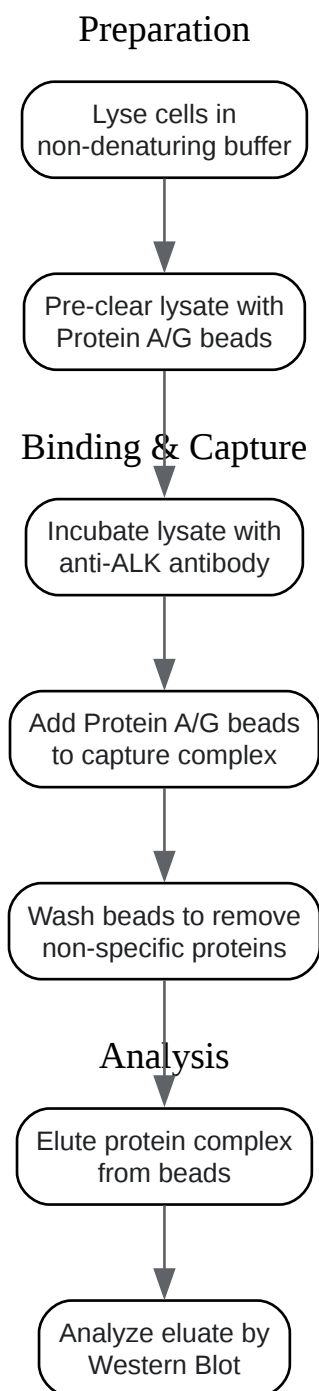 Preparation
Lyse cells in
non-denaturing buffer
Pre-clear lysate with
Protein A/G beads
Binding & Capture
Incubate lysate with
anti-ALK antibody
Add Protein A/G beads
to capture complex
Wash beads to remove
non-specific proteins
Analysis
Elute protein complex
from beads
Analyze eluate by
Western Blot